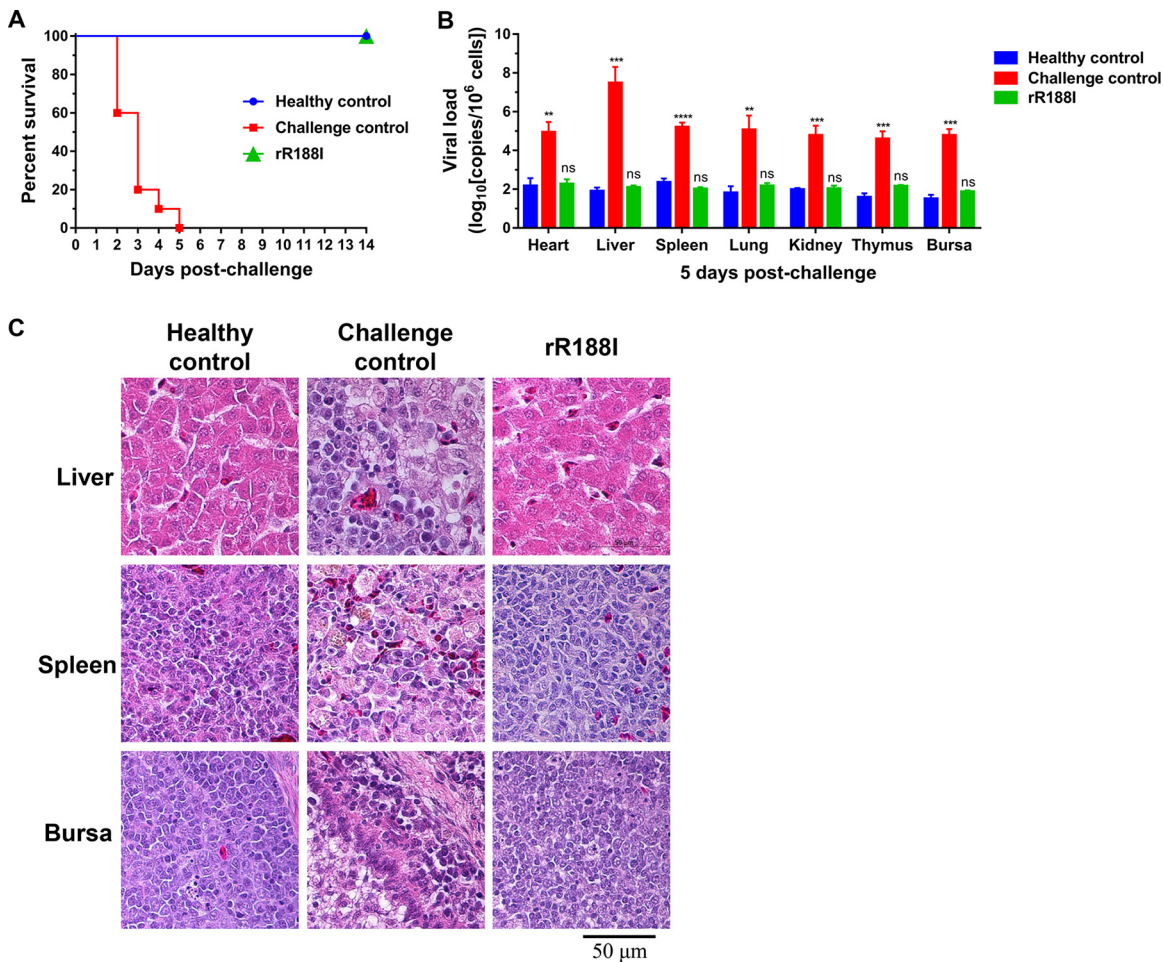 A
Percent survival
100
80
60
40
20
0
0 1 2 3 4 5 6 7 8 9 10 11 12 13 14
Days post-challenge
Healthy control
Challenge control
rR188I
B
Viral load
(log10[copies/10⁶ cells])
10
8
6
4
2
0
** *** **** ** *** *** ***
ns ns ns ns ns ns ns
Heart Liver Spleen Lung Kidney Thymus Bursa
5 days post-challenge
Healthy control
Challenge control
rR188I
C
Healthy
control
Challenge
control
rR188I
Liver
Spleen
Bursa
50 μm